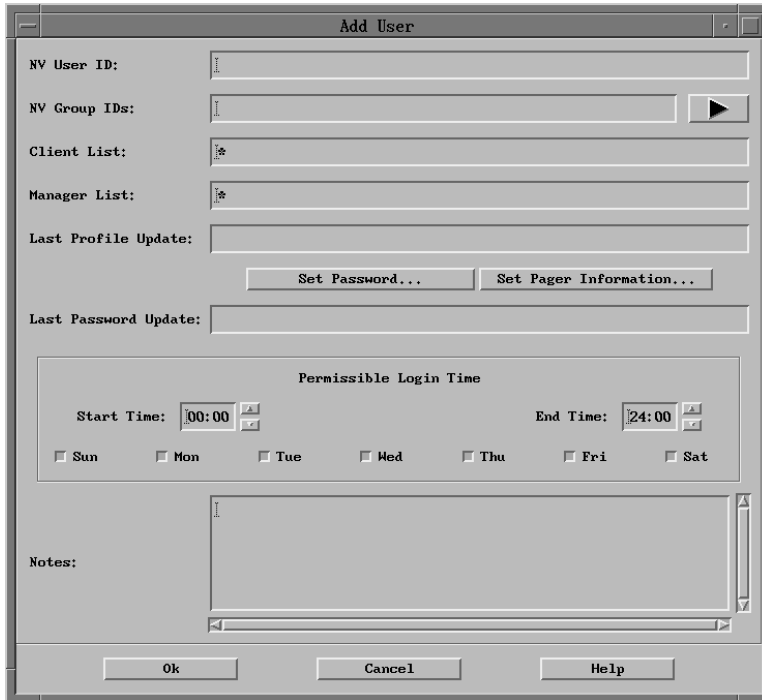 Add User
NV User ID:
NV Group IDs:
Client List: *
Manager List: *
Last Profile Update:
Set Password... Set Pager Information...
Last Password Update:
Permissible Login Time
Start Time: 00:00 End Time: 24:00
Sun Mon Tue Wed Thu Fri Sat
Notes:
Ok Cancel Help